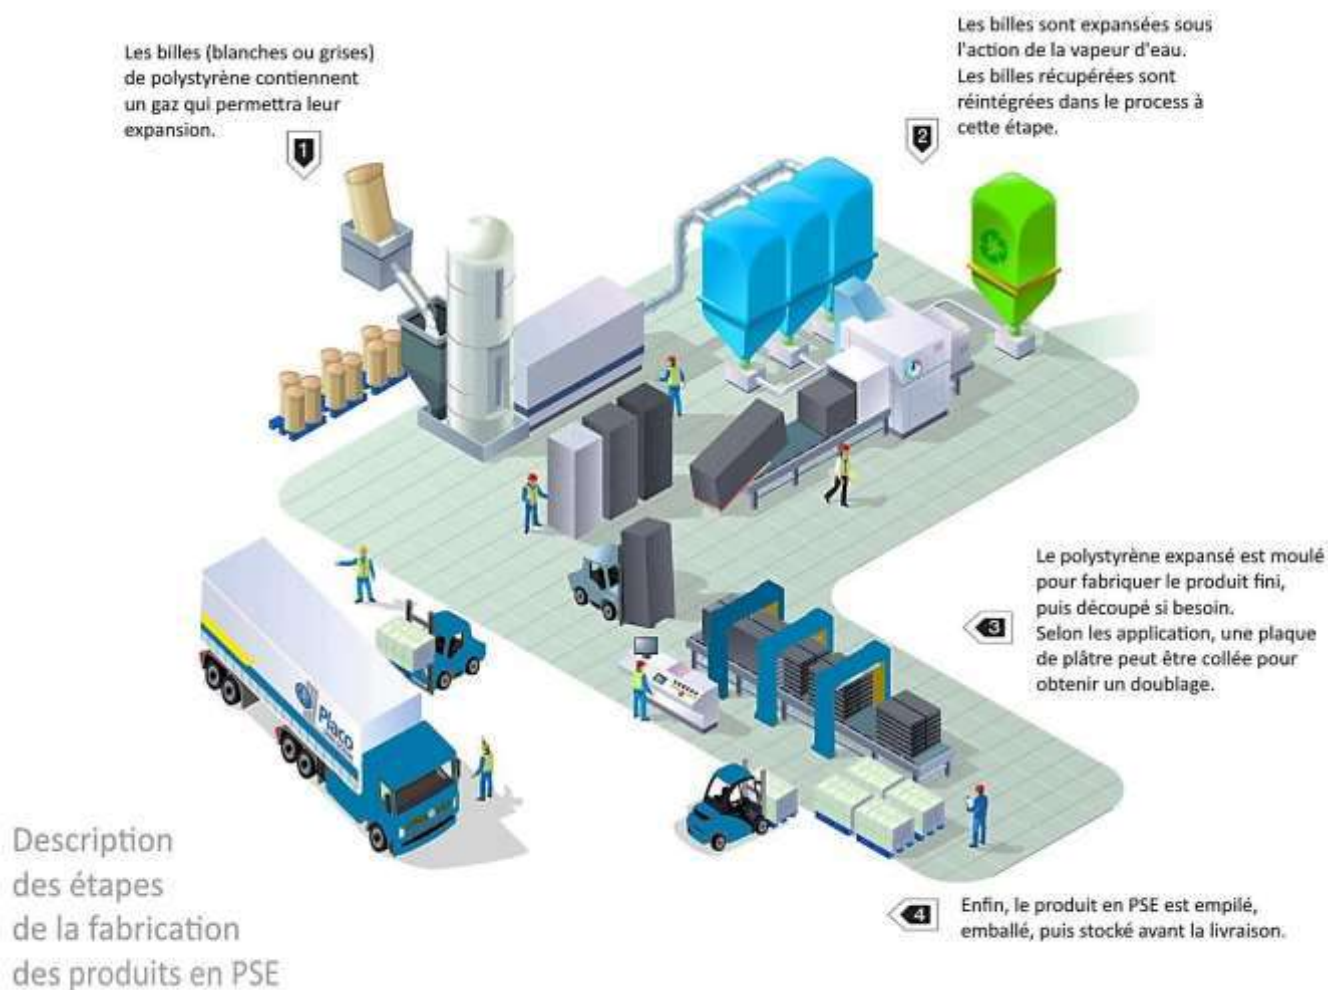 Les billes (blanches ou grises)
de polystyrène contiennent
un gaz qui permettra leur
expansion.
1
Les billes sont expansées sous
l'action de la vapeur d'eau.
Les billes récupérées sont
réintégrées dans le process à
cette étape.
2
Le polystyrène expansé est moulé
pour fabriquer le produit fini,
puis découpé si besoin.
Selon les application, une plaque
de plâtre peut être collée pour
obtenir un doublage.
3
Placo
Description
des étapes
de la fabrication
des produits en PSE
4
Enfin, le produit en PSE est empilé,
emballé, puis stocké avant la livraison.